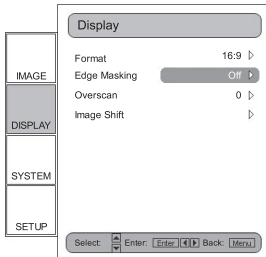 Display
Format 16:9
Edge Masking Off
Overscan 0
Image Shift
IMAGE
DISPLAY
SYSTEM
SETUP
Select: Enter: Enter Back: Menu